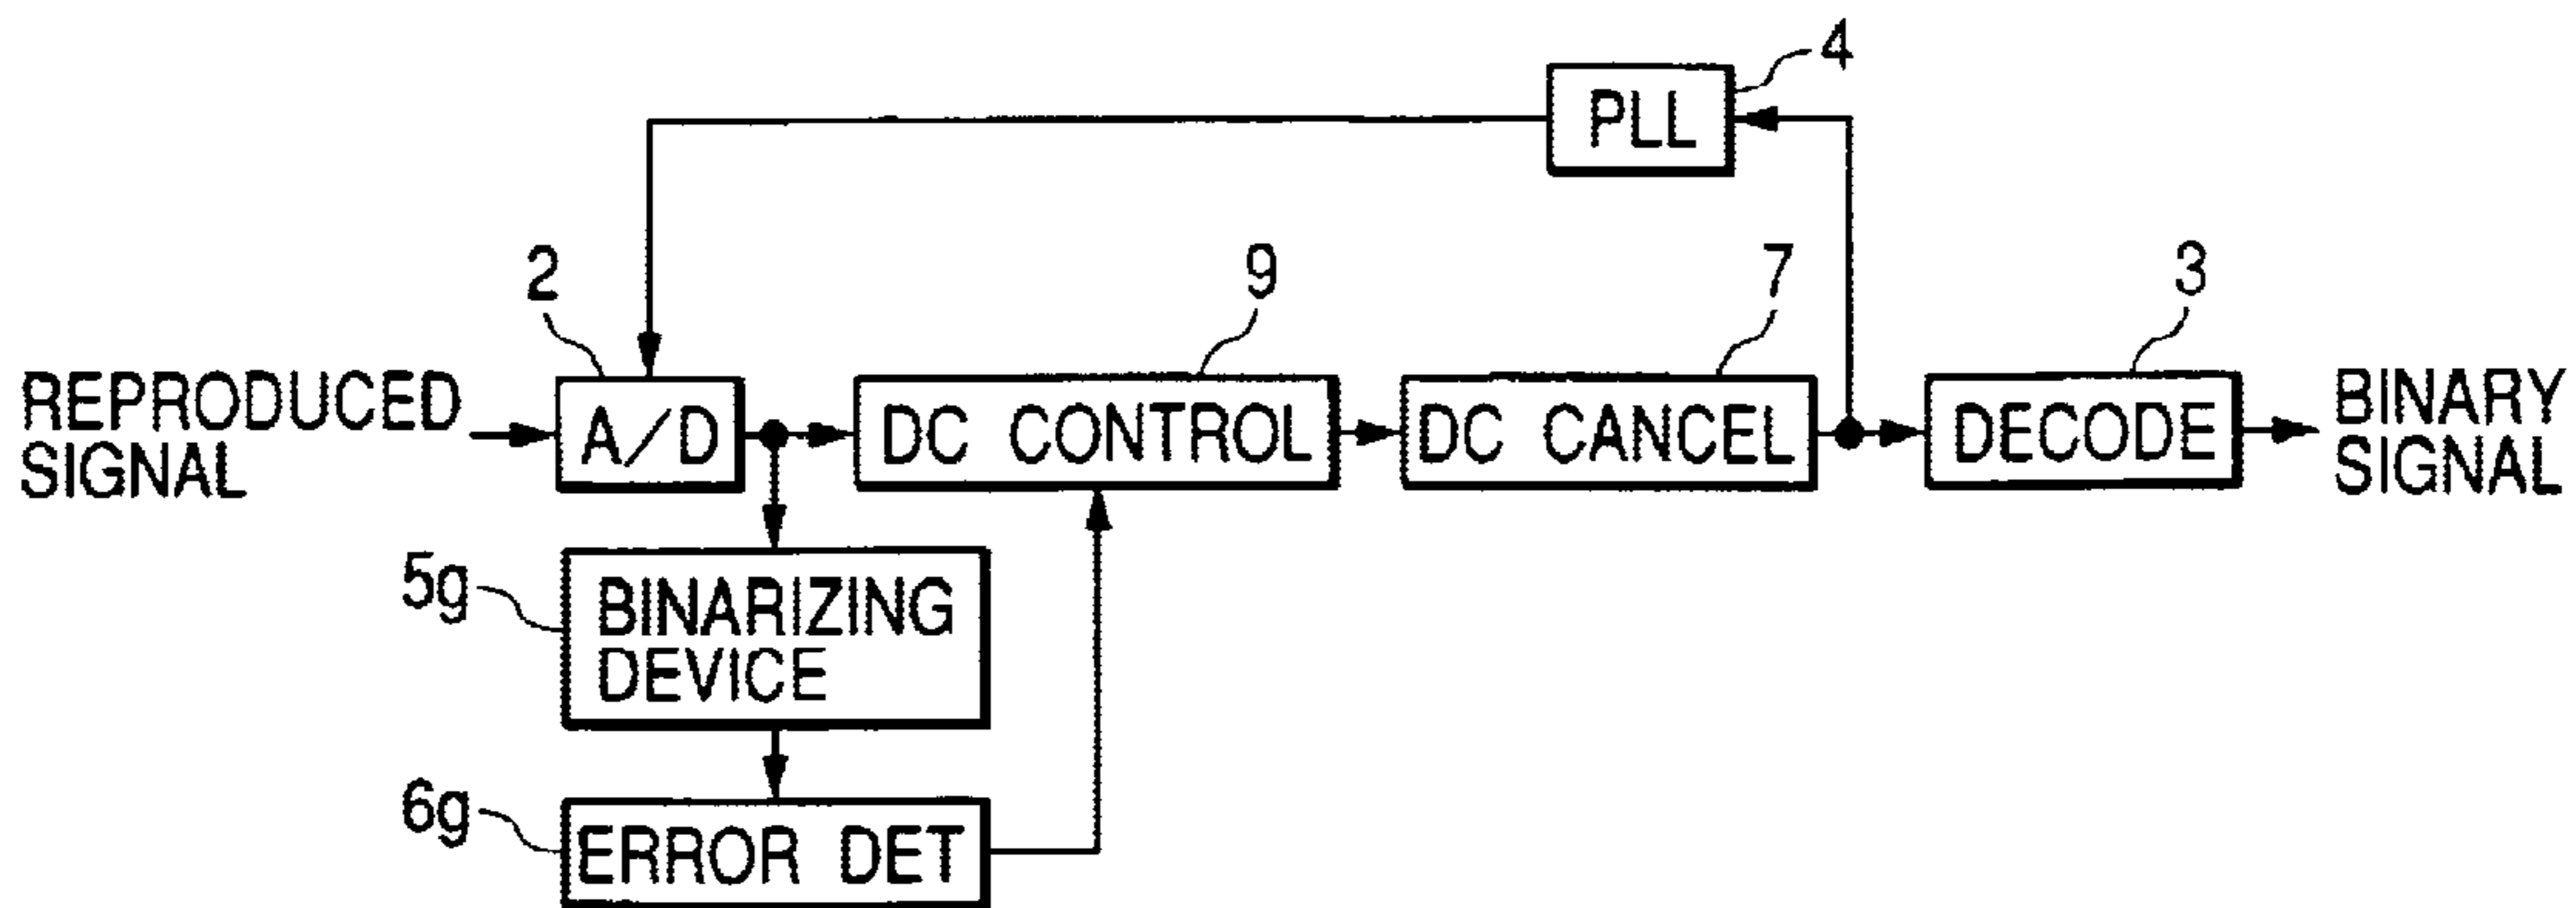 4
PLL
2
9
7
3
REPRODUCED
SIGNAL
A/D
DC CONTROL
DC CANCEL
DECODE
BINARY
SIGNAL
5g
BINARIZING
DEVICE
6g
ERROR DET